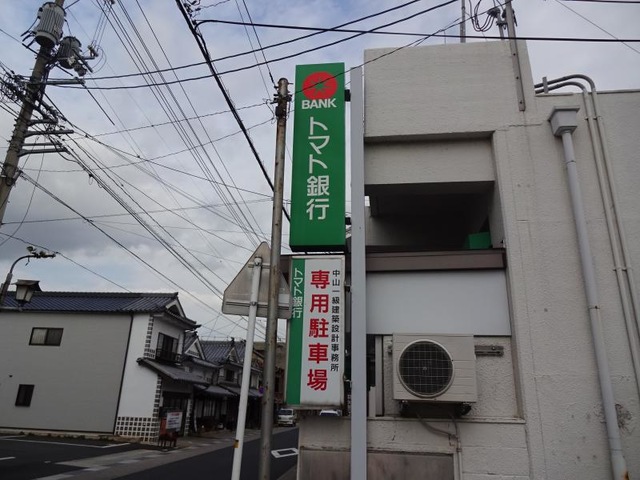 BANK
トマト銀行
トマト銀行
専用駐車場
中山一級建築設計事務所